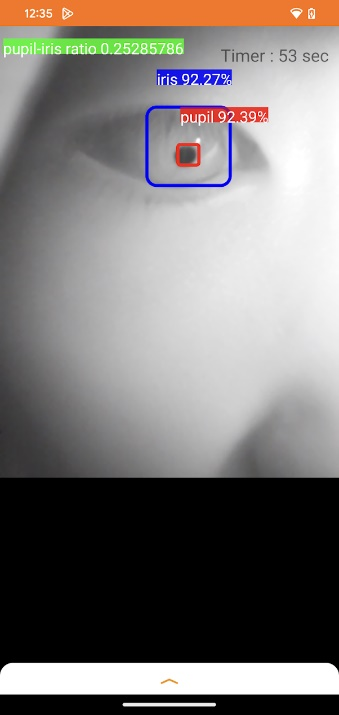 12:35
pupil-iris ratio 0.25285786
Timer : 53 sec
iris 92.27%
pupil 92.39%